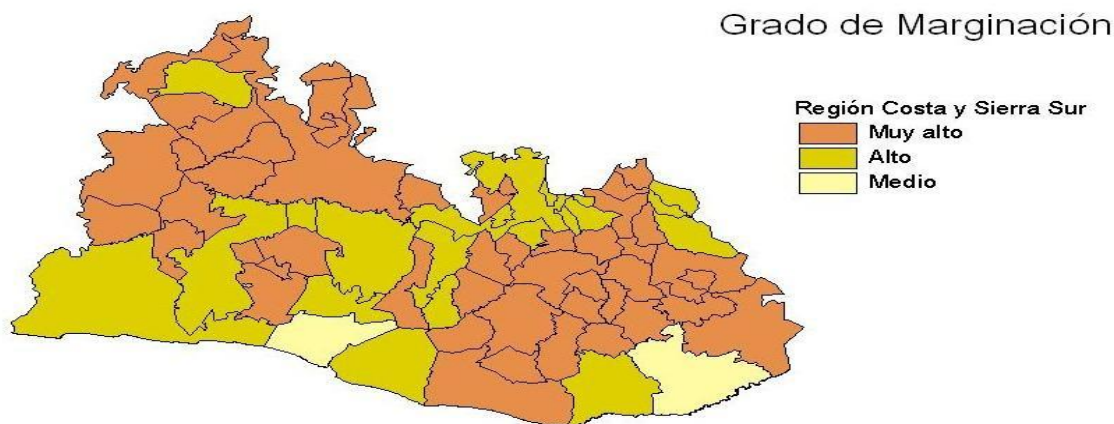 Grado de Marginación
Región Costa y Sierra Sur
Muy alto
Alto
Medio